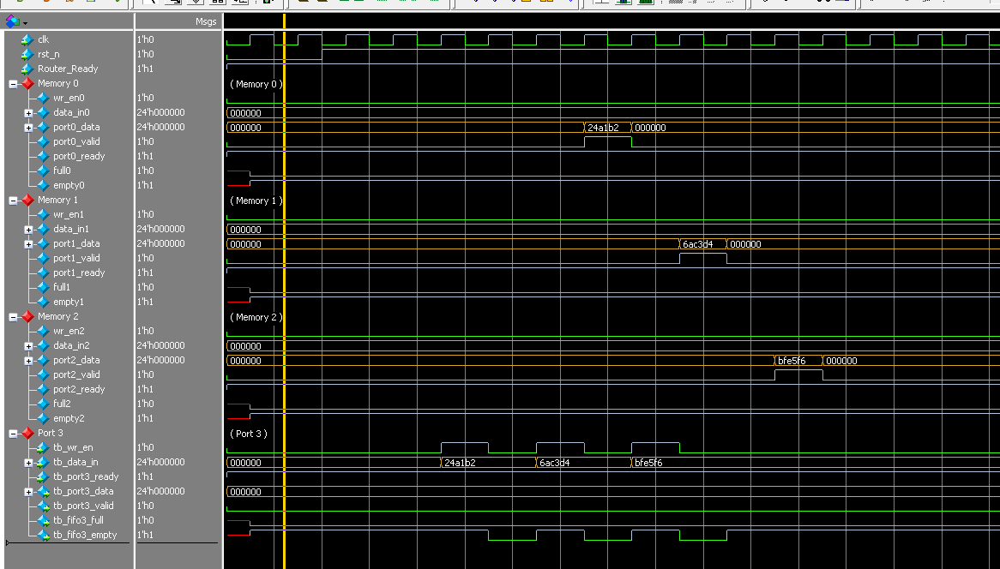 Msgs
clk 1'h0
rst_n 1'h0
Router_Ready 1'h1
Memory 0 ( Memory 0 )
wr_en0 1'h0
data_in0 24'h000000 000000
port0_data 24'h000000 000000 24a1b2 000000
port0_valid 1'h0
port0_ready 1'h1
full0 1'h0
empty0 1'h1
Memory 1 ( Memory 1 )
wr_en1 1'h0
data_in1 24'h000000 000000
port1_data 24'h000000 000000 6ac3d4 000000
port1_valid 1'h0
port1_ready 1'h1
full1 1'h0
empty1 1'h1
Memory 2 ( Memory 2 )
wr_en2 1'h0
data_in2 24'h000000 000000
port2_data 24'h000000 000000 bfe5f6 000000
port2_valid 1'h0
port2_ready 1'h1
full2 1'h0
empty2 1'h1
Port 3 ( Port 3 )
tb_wr_en 1'h0
tb_data_in 24'h000000 000000 24a1b2 6ac3d4 bfe5f6
tb_port3_ready 1'h1
tb_port3_data 24'h000000 000000
tb_port3_valid 1'h0
tb_fifo3_full 1'h0
tb_fifo3_empty 1'h1